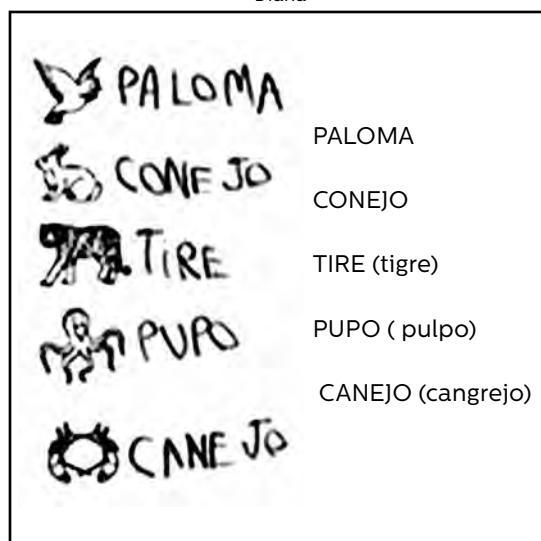 Diana
PALOMA
PALOMA
CONEJO
CONEJO
TIRE
TIRE (tigre)
PUPO
PUPO ( pulpo)
CANEJO (cangrejo)
CANEJO